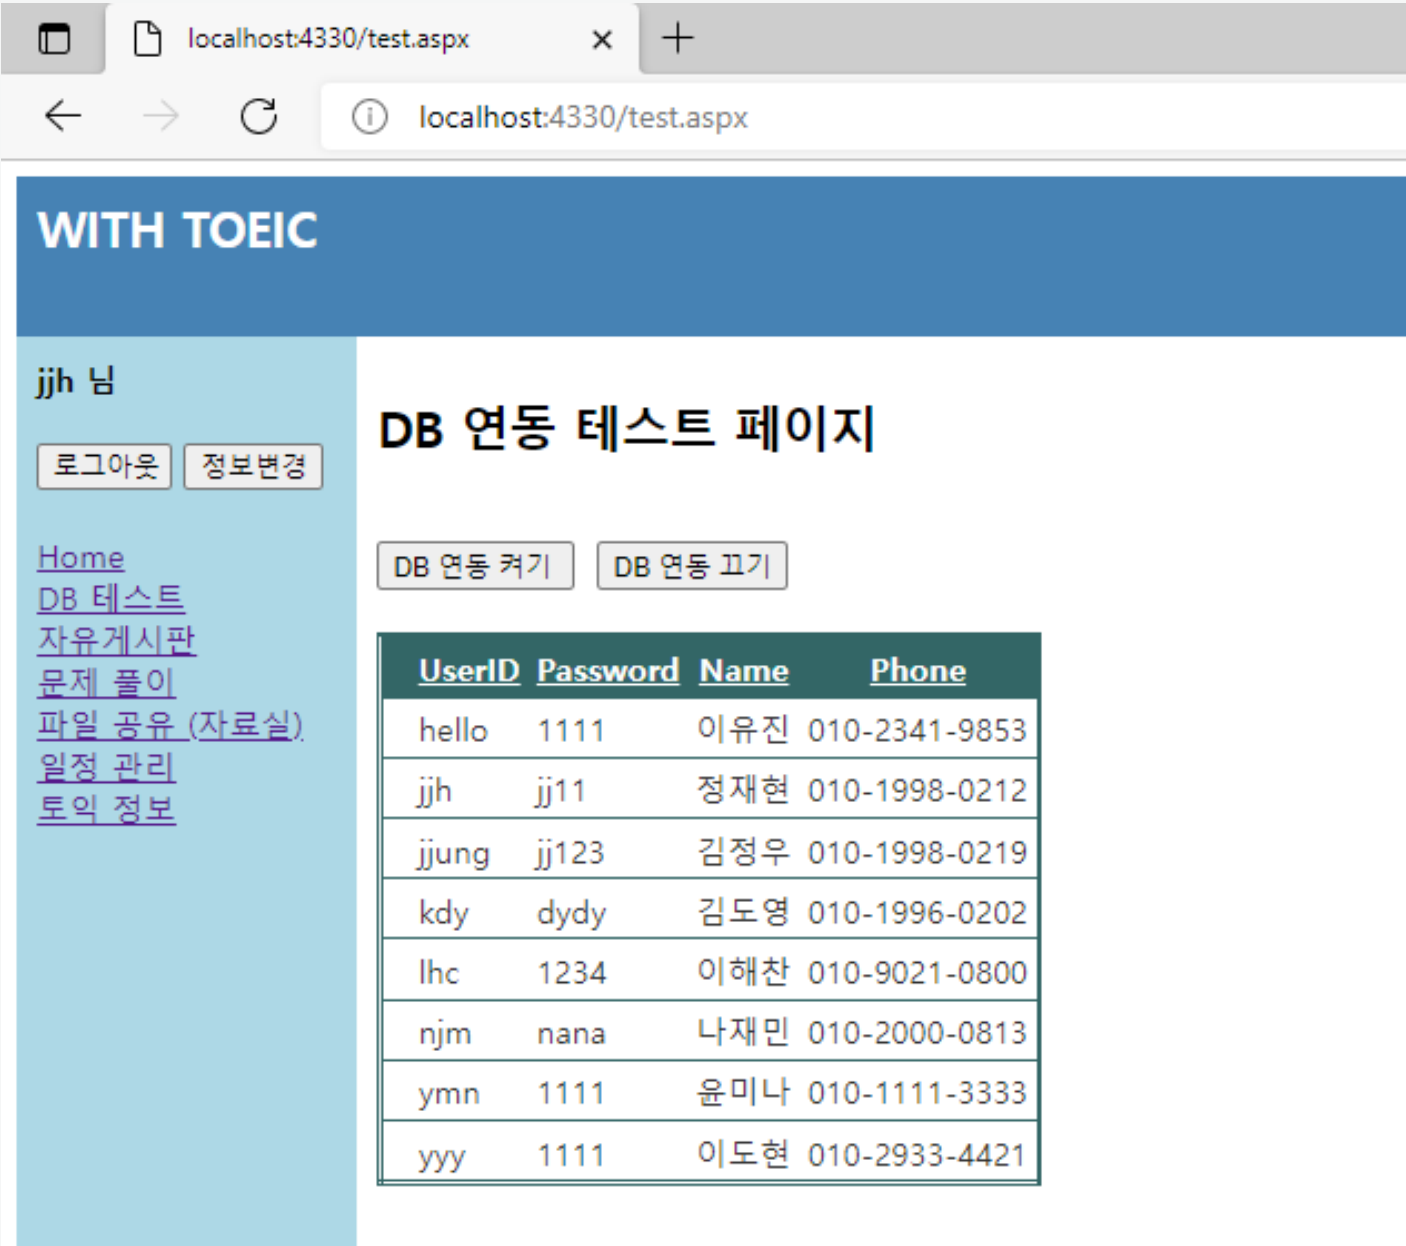 localhost:4330/test.aspx
localhost:4330/test.aspx
WITH TOEIC
jjh 님
로그아웃 정보변경
Home
DB 테스트
자유게시판
문제 풀이
파일 공유 (자료실)
일정 관리
토익 정보
DB 연동 테스트 페이지
DB 연동 켜기 DB 연동 끄기
UserID Password Name Phone
hello 1111 이유진 010-2341-9853
jjh jj11 정재현 010-1998-0212
jjung jj123 김정우 010-1998-0219
kdy dydy 김도영 010-1996-0202
lhc 1234 이해찬 010-9021-0800
njm nana 나재민 010-2000-0813
ymn 1111 윤미나 010-1111-3333
yyy 1111 이도현 010-2933-4421